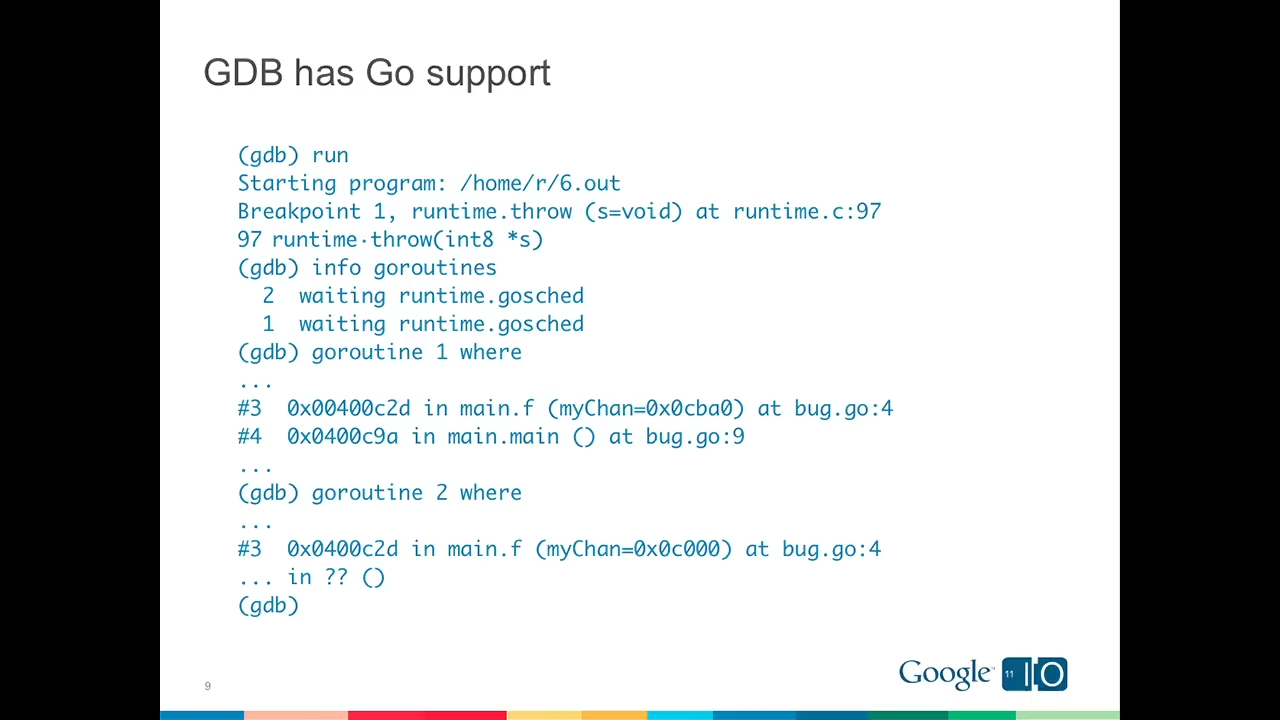 GDB has Go support
(gdb) run
Starting program: /home/r/6.out
Breakpoint 1, runtime.throw (s=void) at runtime.c:97
97 runtime·throw(int8 *s)
(gdb) info goroutines
  2  waiting runtime.gosched
  1  waiting runtime.gosched
(gdb) goroutine 1 where
...
#3  0x00400c2d in main.f (myChan=0x0cba0) at bug.go:4
#4  0x0400c9a in main.main () at bug.go:9
...
(gdb) goroutine 2 where
...
#3  0x0400c2d in main.f (myChan=0x0c000) at bug.go:4
... in ?? ()
(gdb)
Google 11 IO
9